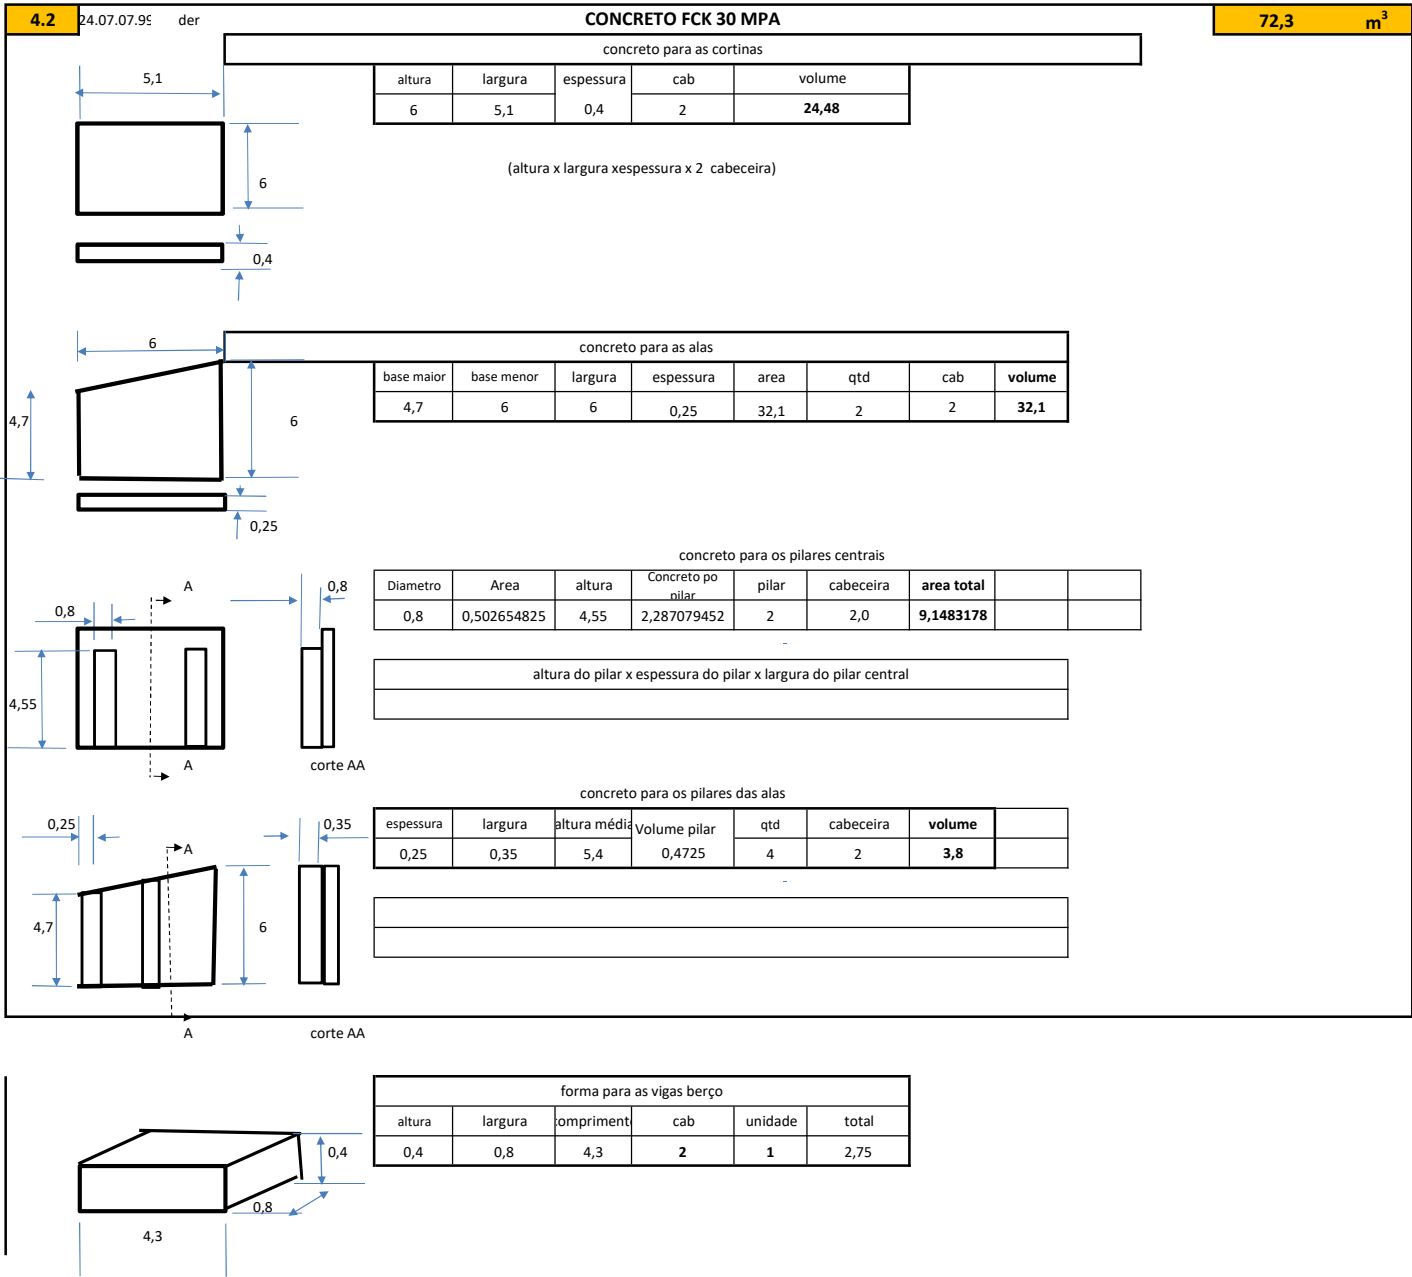 4.2 24.07.07.99 der CONCRETO FCK 30 MPA 72,3 m³
concreto para as cortinas
5,1
altura largura espessura cab volume
6 5,1 0,4 2 24,48
(altura x largura xespessura x 2 cabeceira)
6
0,4
6
concreto para as alas
base maior base menor largura espessura area qtd cab volume
4,7 6 6 0,25 32,1 2 2 32,1
4,7
6
0,25
concreto para os pilares centrais
A
0,8
Diametro Area altura Concreto po pilar pilar cabeceira area total
0,8
0,8 0,502654825 4,55 2,287079452 2 2,0 9,1483178
-
altura do pilar x espessura do pilar x largura do pilar central
4,55
A corte AA
concreto para os pilares das alas
0,25
0,35
espessura largura altura média Volume pilar qtd cabeceira volume
A
0,25 0,35 5,4 0,4725 4 2 3,8
-
4,7
6
A corte AA
forma para as vigas berço
altura largura compriment cab unidade total
0,4 0,8 4,3 2 1 2,75
0,4
0,8
4,3